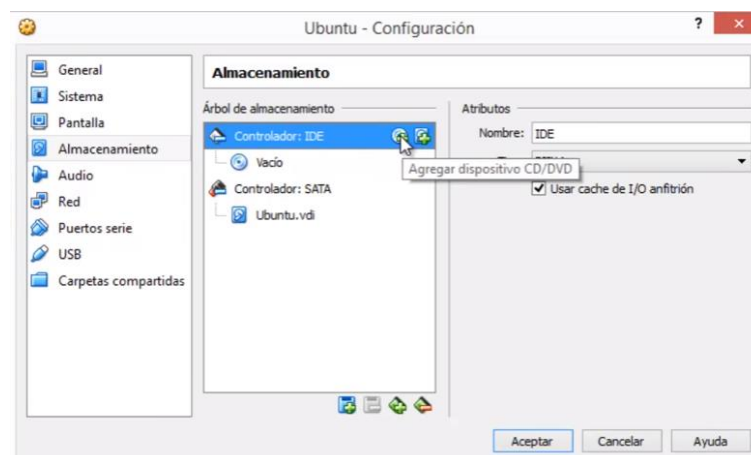 Ubuntu - Configuración
?
×
General
Sistema
Pantalla
Almacenamiento
Audio
Red
Puertos serie
USB
Carpetas compartidas
Almacenamiento
Árbol de almacenamiento
Controlador: IDE
Vacío
Controlador: SATA
Ubuntu.vdi
Atributos
Nombre: IDE
Agregar dispositivo CD/DVD
Usar cache de I/O anfitrión
Aceptar Cancelar Ayuda